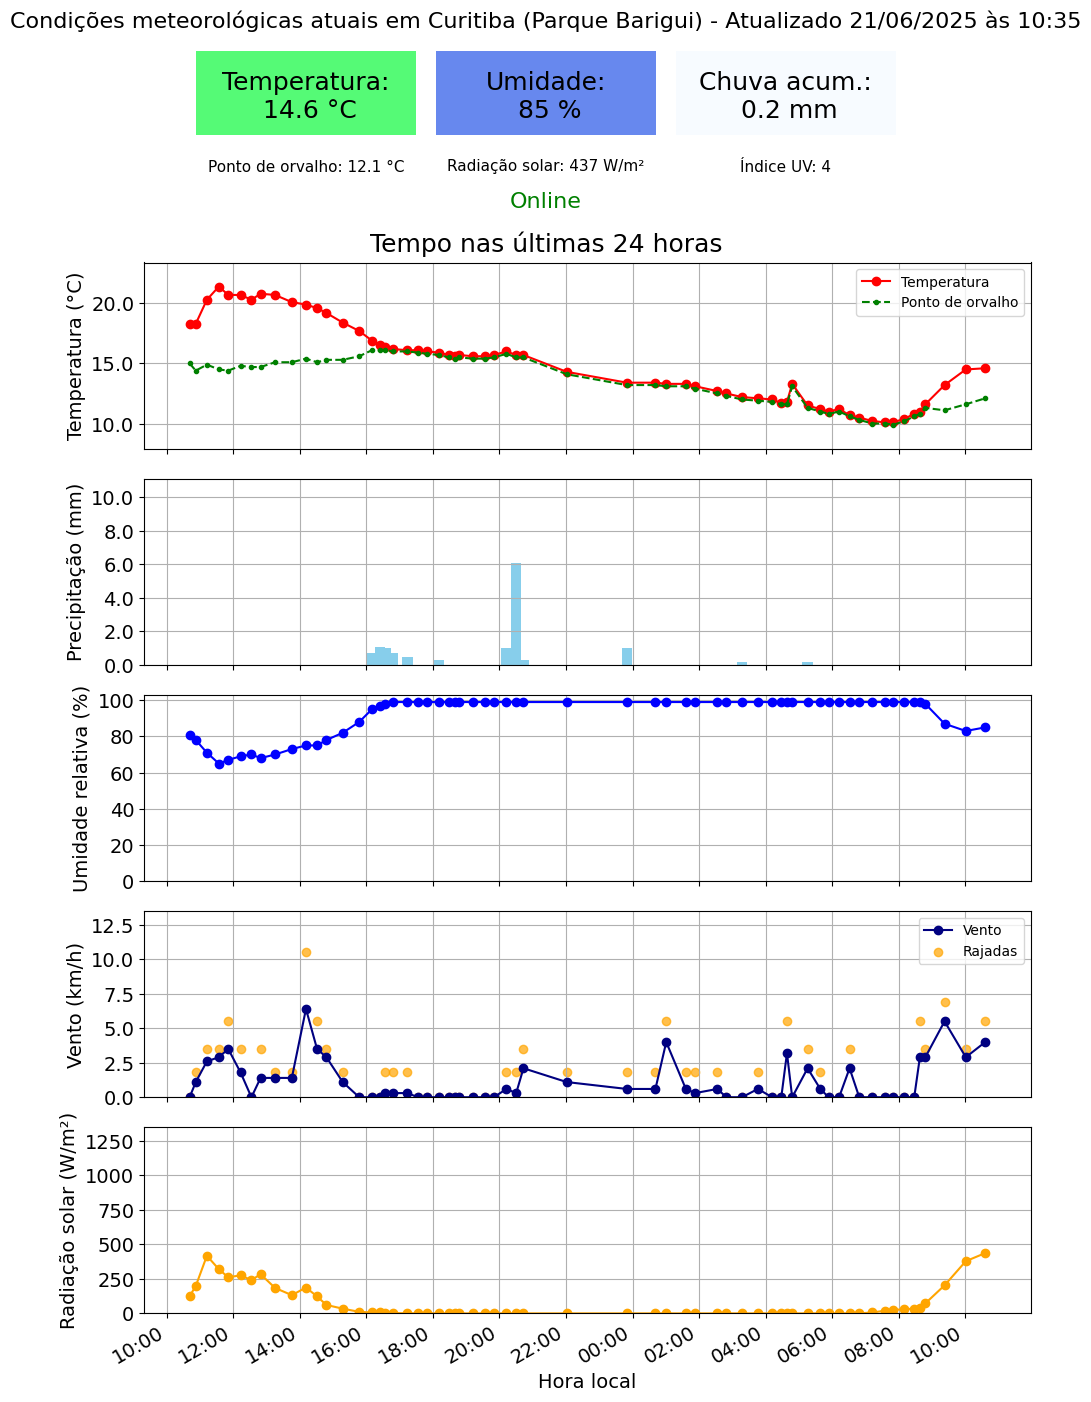 Condições meteorológicas atuais em Curitiba (Parque Barigui) - Atualizado 21/06/2025 às 10:35
Temperatura:
14.6 °C
Umidade:
85 %
Chuva acum.:
0.2 mm
Ponto de orvalho: 12.1 °C
Radiação solar: 437 W/m²
Índice UV: 4
Online
Tempo nas últimas 24 horas
Temperatura (°C)
20.0
15.0
10.0
Temperatura
Ponto de orvalho
Precipitação (mm)
10.0
8.0
6.0
4.0
2.0
0.0
Umidade relativa (%)
100
80
60
40
20
0
Vento (km/h)
12.5
10.0
7.5
5.0
2.5
0.0
Vento
Rajadas
Radiação solar (W/m²)
1250
1000
750
500
250
0
10:00
12:00
14:00
16:00
18:00
20:00
22:00
00:00
02:00
04:00
06:00
08:00
10:00
Hora local